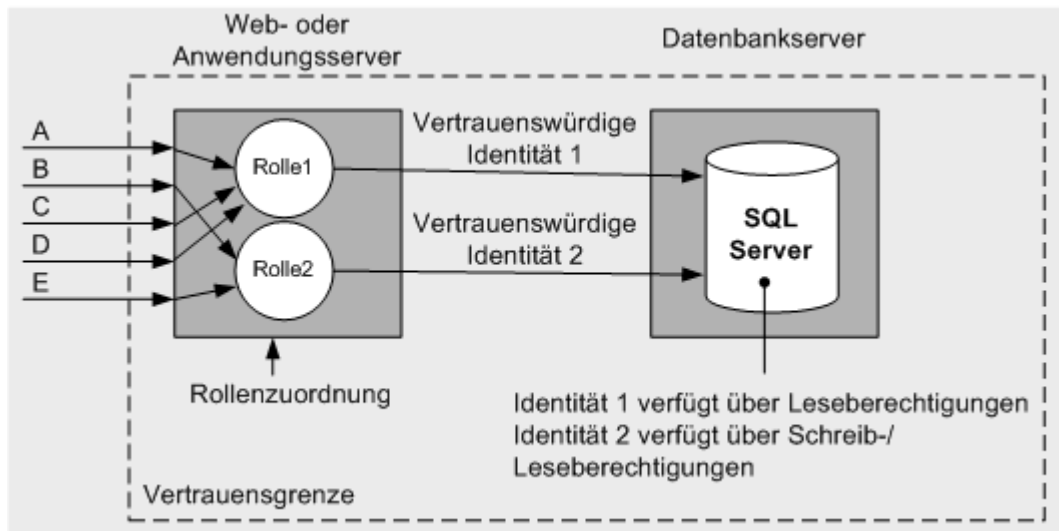 Web- oder
Anwendungsserver
Datenbankserver
A
B
C
D
E
Rolle1
Rolle2
Vertrauenswürdige
Identität 1
Vertrauenswürdige
Identität 2
SQL
Server
Rollenzuordnung
Identität 1 verfügt über Leseberechtigungen
Identität 2 verfügt über Schreib-/
Leseberechtigungen
Vertrauensgrenze